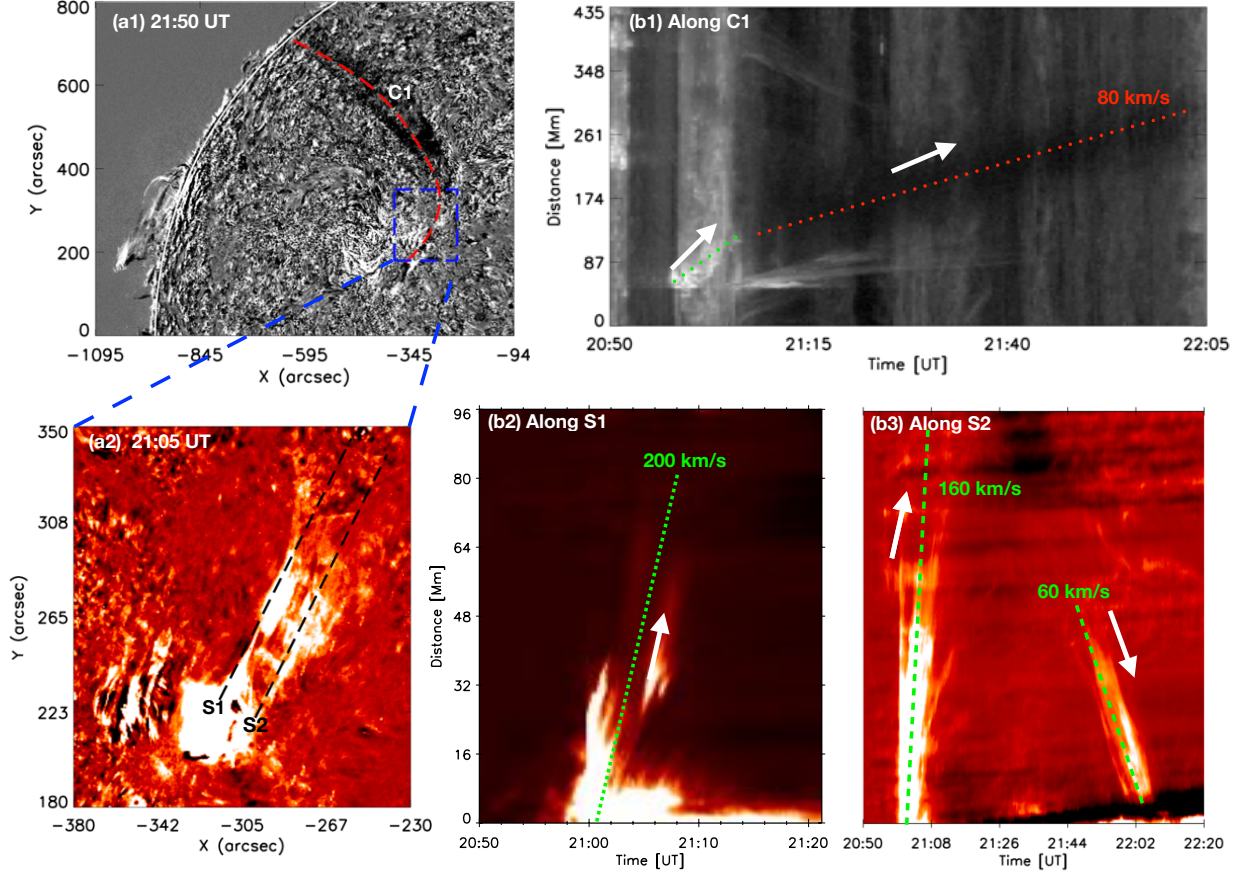 (a1) 21:50 UT
C1
800
600
400
200
0
Y (arcsec)
−1095 −845 −595 −345 −94
X (arcsec)
(b1) Along C1
80 km/s
435
348
261
174
87
0
Distance [Mm]
20:50 21:15 21:40 22:05
Time [UT]
(a2) 21:05 UT
S1
S2
350
308
265
223
180
Y (arcsec)
−380 −342 −305 −267 −230
X (arcsec)
(b2) Along S1
200 km/s
96
80
64
48
32
16
0
Distance [Mm]
20:50 21:00 21:10 21:20
Time [UT]
(b3) Along S2
160 km/s
60 km/s
20:50 21:08 21:26 21:44 22:02 22:20
Time [UT]